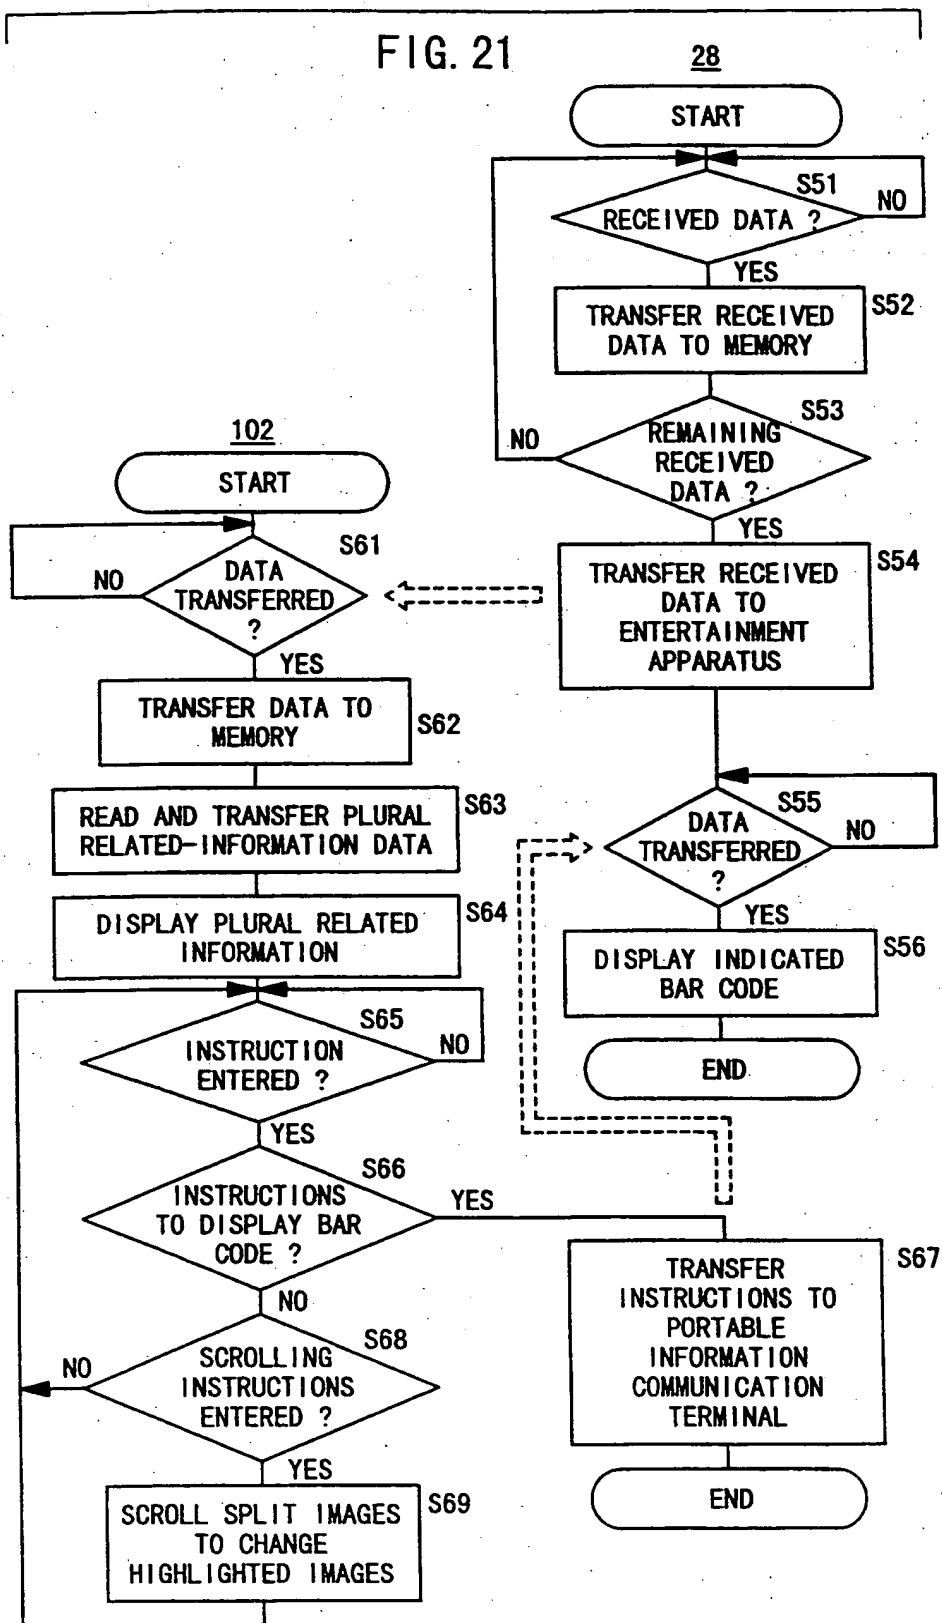 FIG. 21
28
START
S51
RECEIVED DATA ?
NO
YES
S52
TRANSFER RECEIVED
DATA TO MEMORY
S53
REMAINING
RECEIVED
DATA ?
NO
YES
S54
TRANSFER RECEIVED
DATA TO
ENTERTAINMENT
APPARATUS
S55
DATA
TRANSFERRED
?
NO
YES
S56
DISPLAY INDICATED
BAR CODE
END
102
START
S61
DATA
TRANSFERRED
?
NO
YES
TRANSFER DATA TO
MEMORY
S62
READ AND TRANSFER PLURAL
RELATED-INFORMATION DATA
S63
DISPLAY PLURAL RELATED
INFORMATION
S64
S65
INSTRUCTION
ENTERED ?
NO
YES
S66
INSTRUCTIONS
TO DISPLAY BAR
CODE ?
YES
NO
S67
TRANSFER
INSTRUCTIONS TO
PORTABLE
INFORMATION
COMMUNICATION
TERMINAL
END
S68
SCROLLING
INSTRUCTIONS
ENTERED ?
NO
YES
S69
SCROLL SPLIT IMAGES
TO CHANGE
HIGHLIGHTED IMAGES